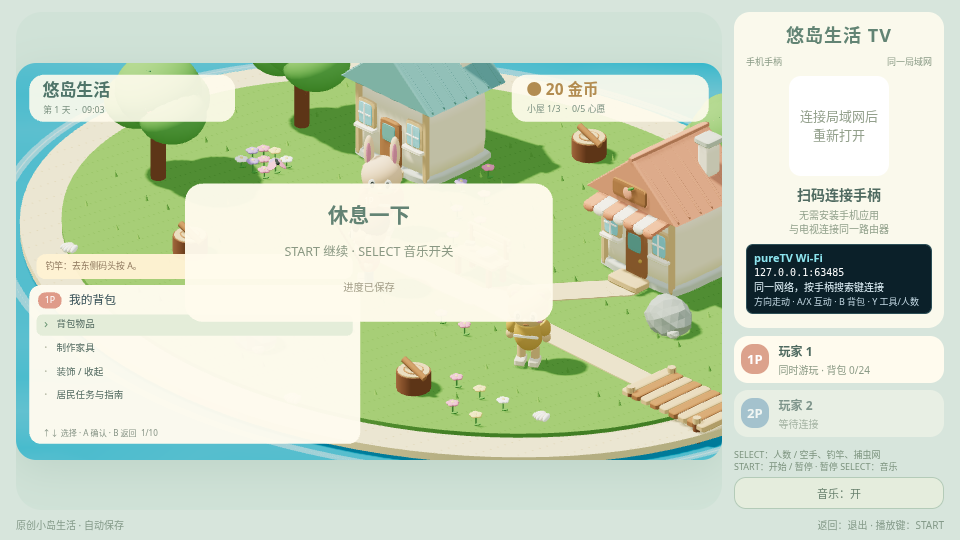 悠岛生活
第 1 天 · 09:03
20 金币
小屋 1/3 · 0/5 心愿
休息一下
START 继续 · SELECT 音乐开关
进度已保存
钓竿：去东侧码头按 A。
1P 我的背包
› 背包物品
· 制作家具
· 装饰 / 收起
· 居民任务与指南
↑↓ 选择 · A 确认 · B 返回 1/10
悠岛生活 TV
手机手柄 同一局域网
连接局域网后
重新打开
扫码连接手柄
无需安装手机应用
与电视连接同一路由器
pureTV Wi-Fi
127.0.0.1:63485
同一网络，按手柄搜索键连接
方向走动 · A/X 互动 · B 背包 · Y 工具/人数
1P 玩家 1
同时游玩 · 背包 0/24
2P 玩家 2
等待连接
SELECT：人数 / 空手、钓竿、捕虫网
START：开始 / 暂停 · 暂停 SELECT：音乐
音乐：开
原创小岛生活 · 自动保存
返回：退出 · 播放键：START